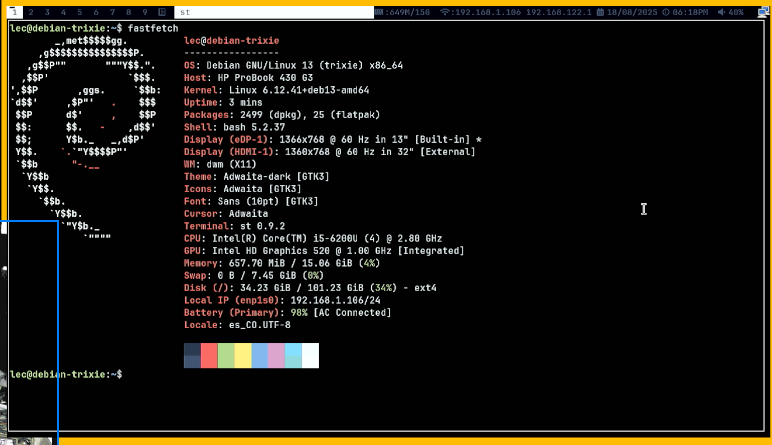 1 2 3 4 5 6 7 8 9 st :649M/150 :192.168.1.106 192.168.122.1 18/08/2025 06:18PM 40%
lec@debian-trixie:~$ fastfetch
lec@debian-trixie
-----------------
OS: Debian GNU/Linux 13 (trixie) x86_64
Host: HP ProBook 430 G3
Kernel: Linux 6.12.41+deb13-amd64
Uptime: 3 mins
Packages: 2499 (dpkg), 25 (flatpak)
Shell: bash 5.2.37
Display (eDP-1): 1366x768 @ 60 Hz in 13" [Built-in] *
Display (HDMI-1): 1360x768 @ 60 Hz in 32" [External]
WM: dwm (X11)
Theme: Adwaita-dark [GTK3]
Icons: Adwaita [GTK3]
Font: Sans (10pt) [GTK3]
Cursor: Adwaita
Terminal: st 0.9.2
CPU: Intel(R) Core(TM) i5-6200U (4) @ 2.80 GHz
GPU: Intel HD Graphics 520 @ 1.00 GHz [Integrated]
Memory: 657.70 MiB / 15.06 GiB (4%)
Swap: 0 B / 7.45 GiB (0%)
Disk (/): 34.23 GiB / 101.23 GiB (34%) - ext4
Local IP (enp1s0): 192.168.1.106/24
Battery (Primary): 98% [AC Connected]
Locale: es_CO.UTF-8
lec@debian-trixie:~$